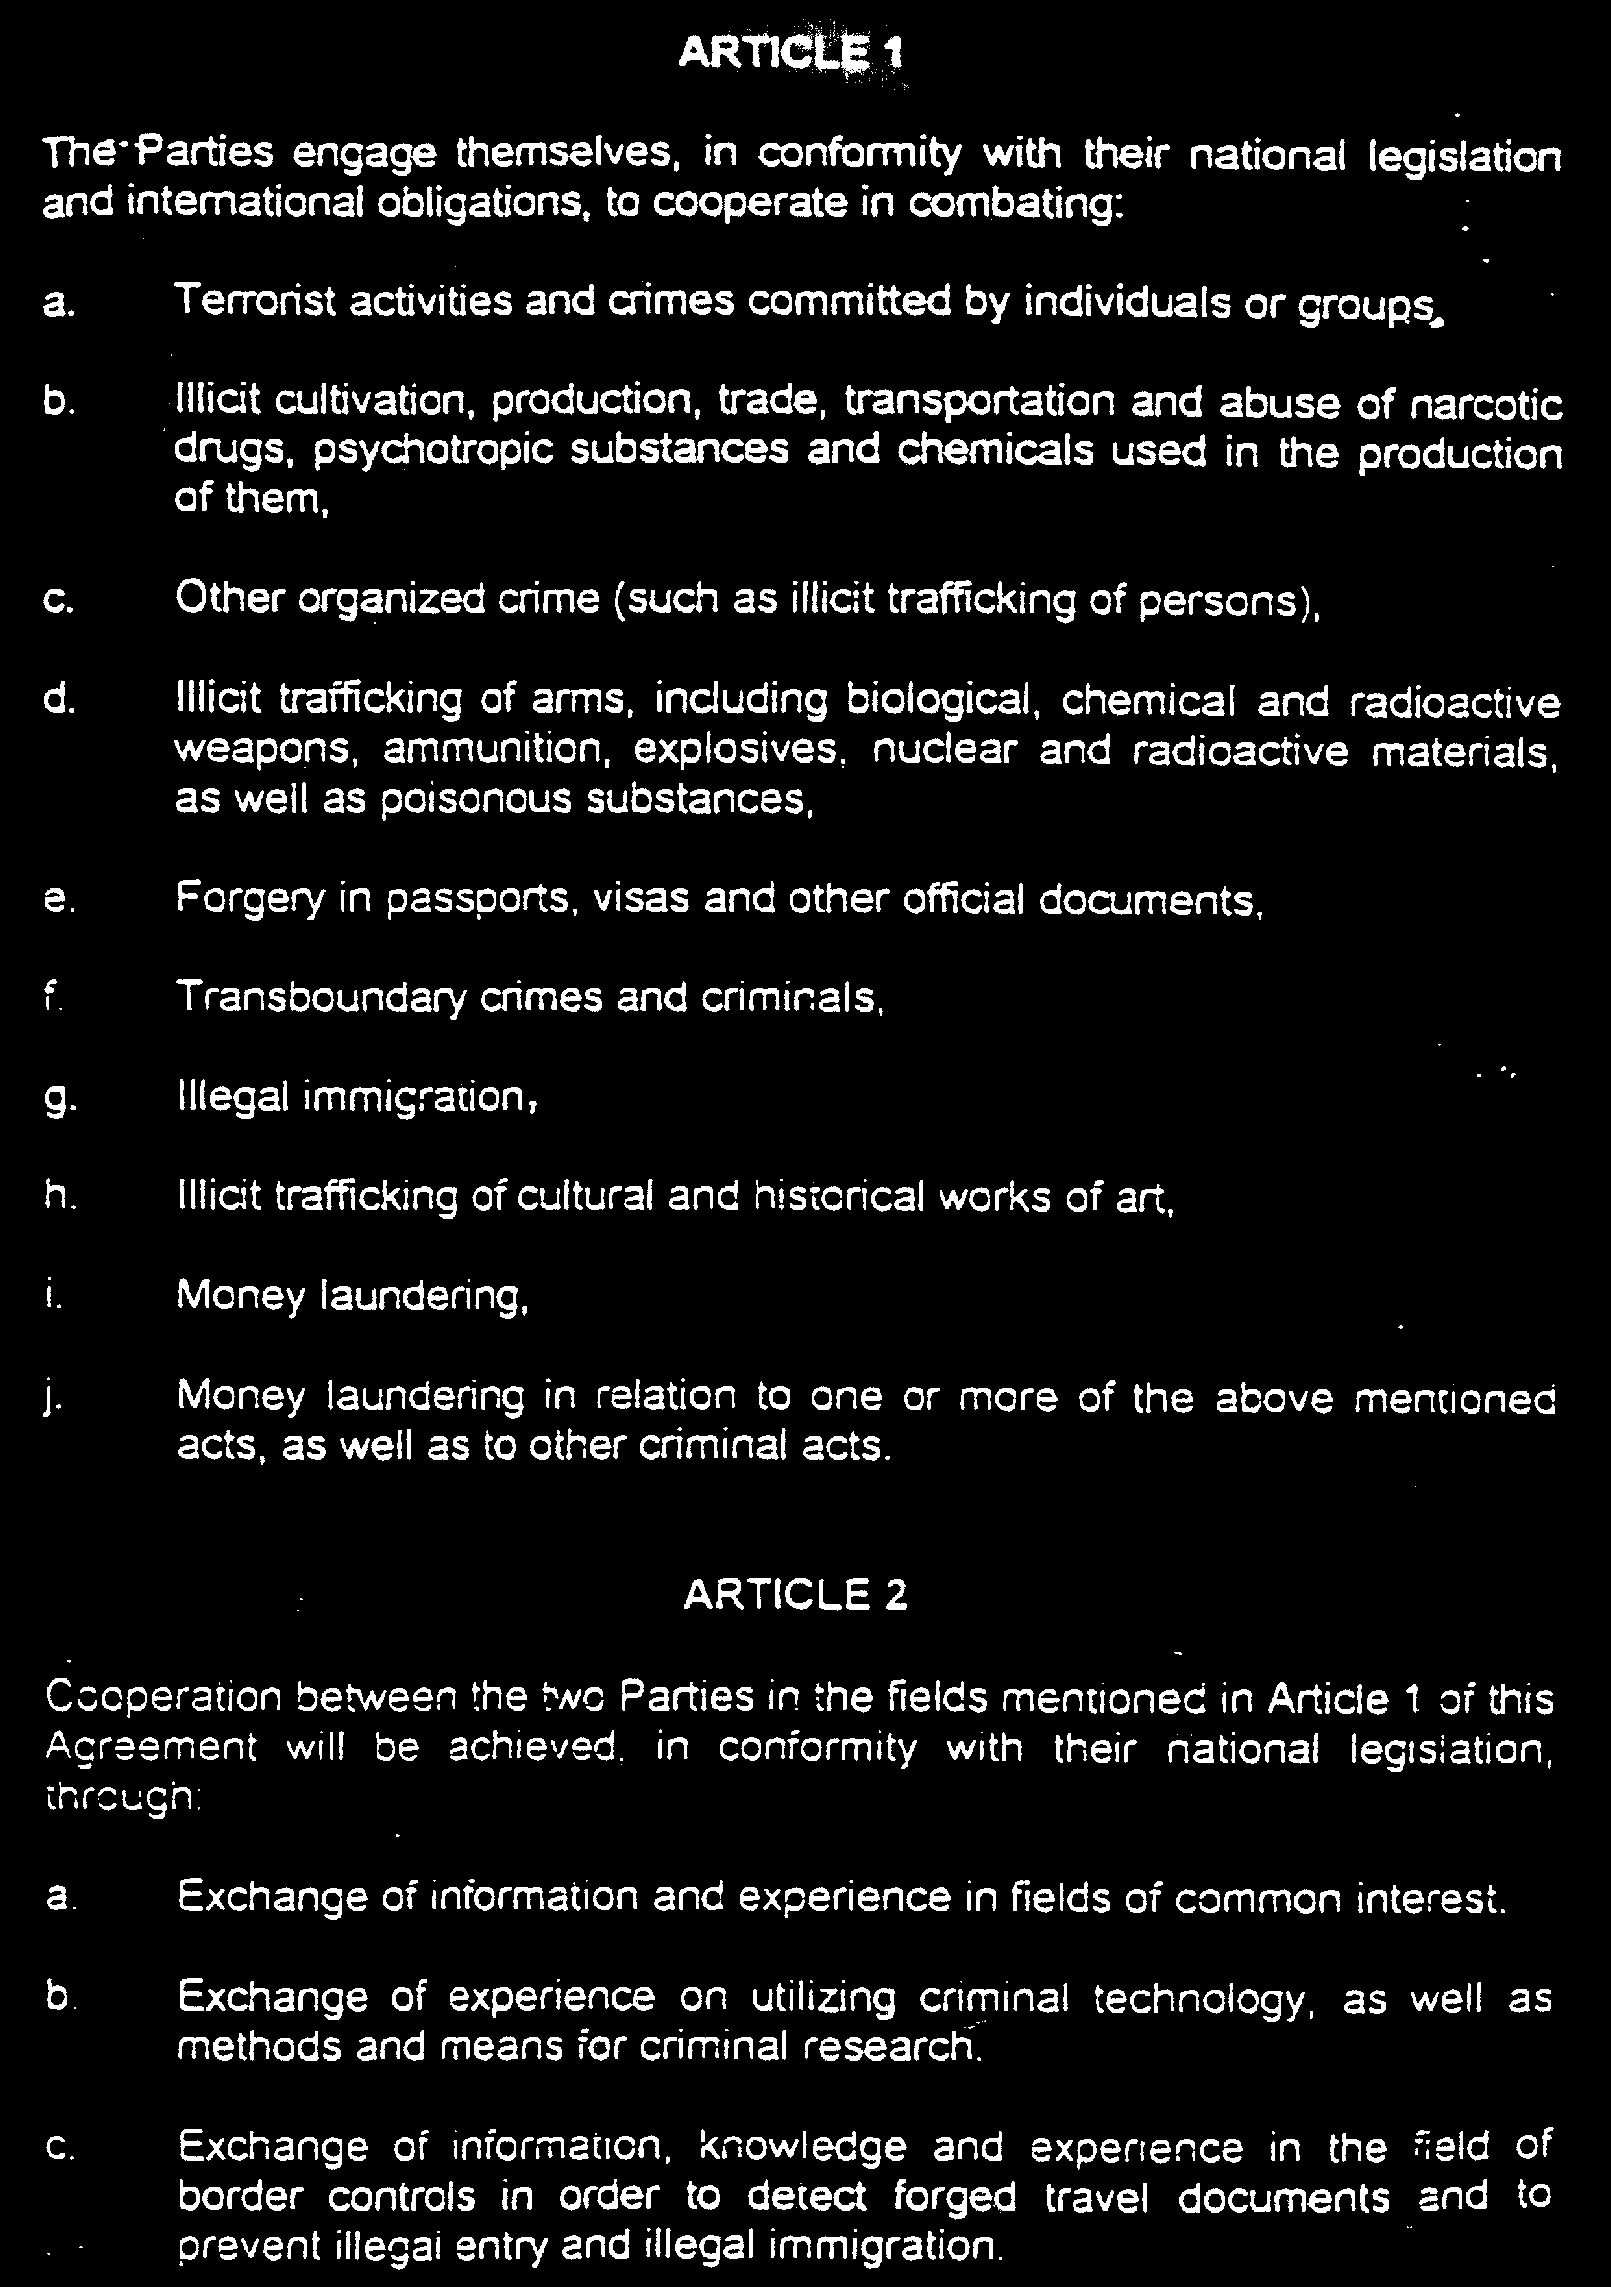 ARTICLE 1
The Parties engage themselves, in conformity with their national legislation
and international obligations, to cooperate in combating:
a. Terrorist activities and crimes committed by individuals or groups.
b. Illicit cultivation, production, trade, transportation and abuse of narcotic
drugs, psychotropic substances and chemicals used in the production
of them,
c. Other organized crime (such as illicit trafficking of persons),
d. Illicit trafficking of arms, including biological, chemical and radioactive
weapons, ammunition, explosives, nuclear and radioactive materials,
as well as poisonous substances,
e. Forgery in passports, visas and other official documents,
f. Transboundary crimes and criminals,
g. Illegal immigration,
h. Illicit trafficking of cultural and historical works of art,
i. Money laundering,
j. Money laundering in relation to one or more of the above mentioned
acts, as well as to other criminal acts.
ARTICLE 2
Cooperation between the two Parties in the fields mentioned in Article 1 of this
Agreement will be achieved, in conformity with their national legislation,
through:
a. Exchange of information and experience in fields of common interest.
b. Exchange of experience on utilizing criminal technology, as well as
methods and means for criminal research.
c. Exchange of information, knowledge and experience in the field of
border controls in order to detect forged travel documents and to
prevent illegal entry and illegal immigration.